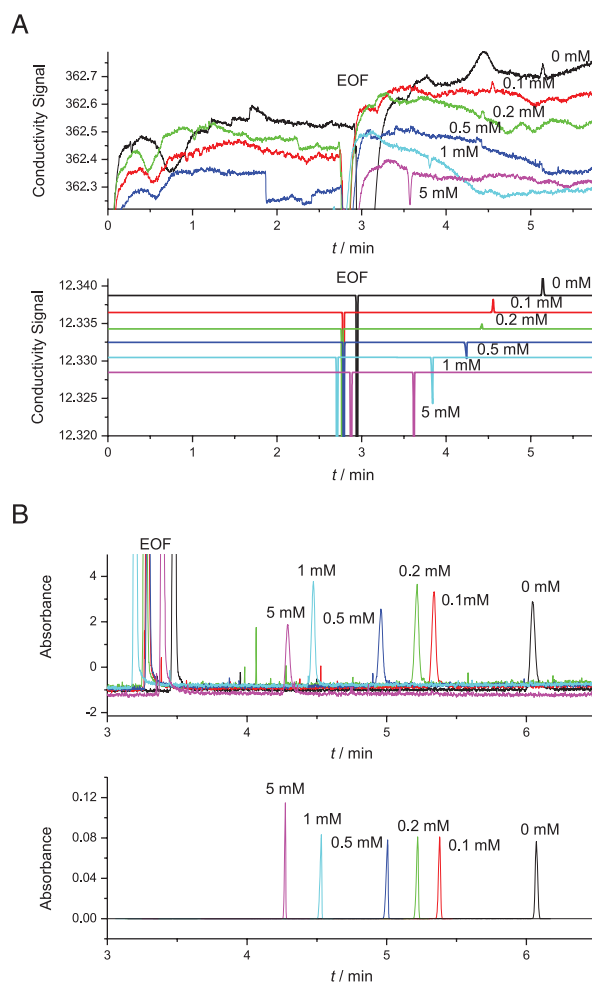 A
Conductivity Signal
362.7
362.6
362.5
362.4
362.3
EOF
0 mM
0.1 mM
0.2 mM
0.5 mM
1 mM
5 mM
0 1 2 3 4 5
t / min
Conductivity Signal
12.340
12.335
12.330
12.325
12.320
EOF
0 mM
0.1 mM
0.2 mM
0.5 mM
1 mM
5 mM
0 1 2 3 4 5
t / min
B
Absorbance
4
2
0
-2
EOF
5 mM
1 mM
0.5 mM
0.2 mM
0.1mM
0 mM
3 4 5 6
t / min
Absorbance
0.12
0.08
0.04
0.00
5 mM
1 mM
0.5 mM
0.2 mM
0.1 mM
0 mM
3 4 5 6
t / min